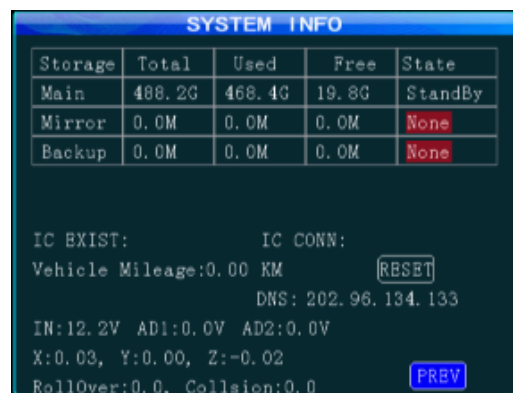 SYSTEM INFO
Storage Total Used Free State
Main 488.2G 468.4G 19.8G StandBy
Mirror 0.0M 0.0M 0.0M None
Backup 0.0M 0.0M 0.0M None
IC EXIST: IC CONN:
Vehicle Mileage:0.00 KM RESET
DNS: 202.96.134.133
IN:12.2V AD1:0.0V AD2:0.0V
X:0.03, Y:0.00, Z:-0.02
RollOver:0.0, Collsion:0.0 PREV